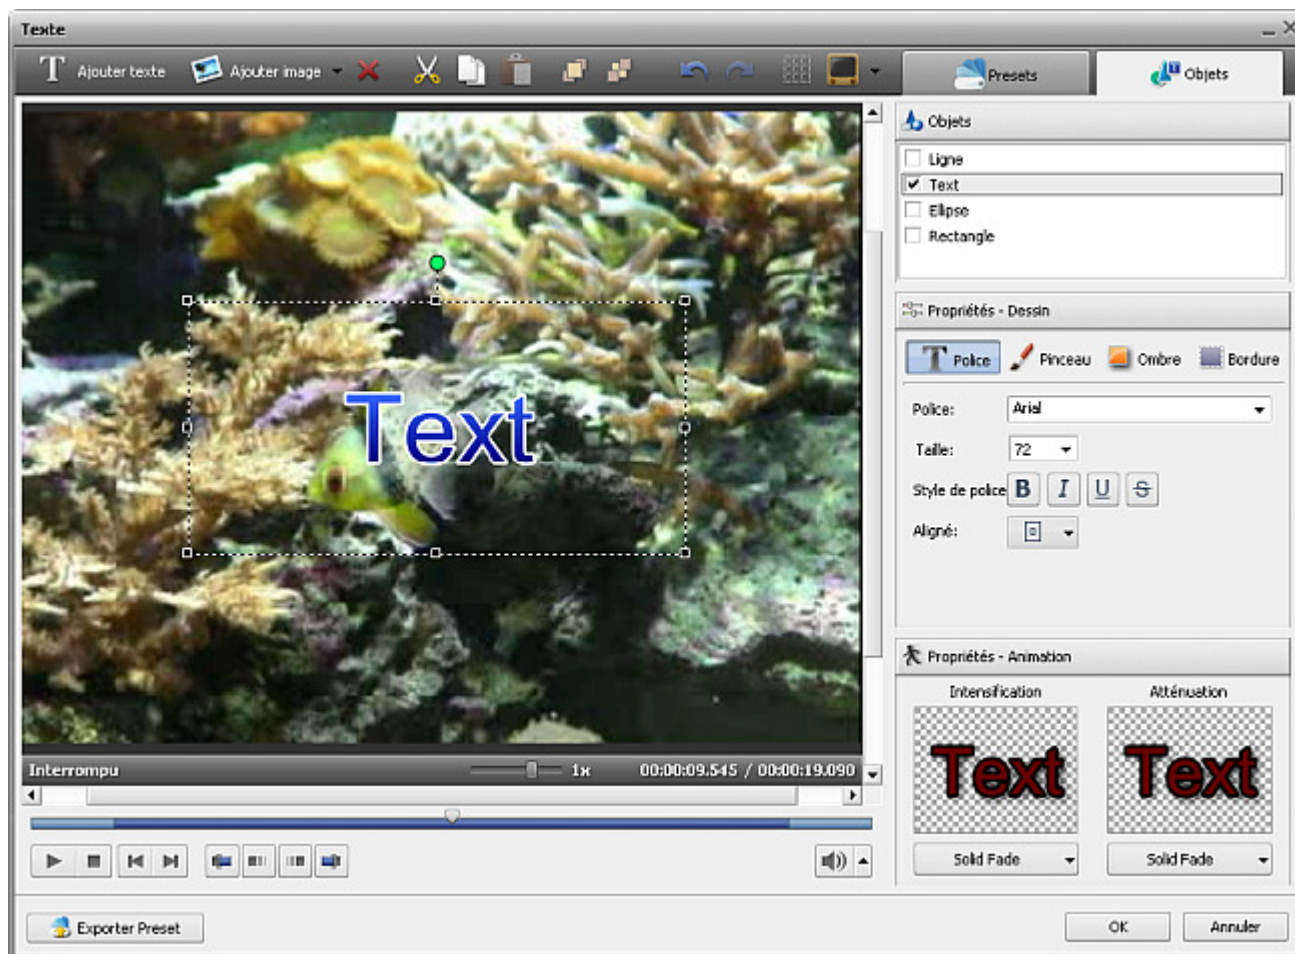 Texte
Ajouter texte Ajouter image Presets Objets
Objets
Ligne
Text
Ellipse
Rectangle
Propriétés - Dessin
Police Pinceau Ombre Bordure
Police: Arial
Taille: 72
Style de police B I U S
Aligné:
Text
Propriétés - Animation
Intensification Atténuation
Text Text
Solid Fade Solid Fade
Interrompu 1x 00:00:09.545 / 00:00:19.090
Exporter Preset OK Annuler